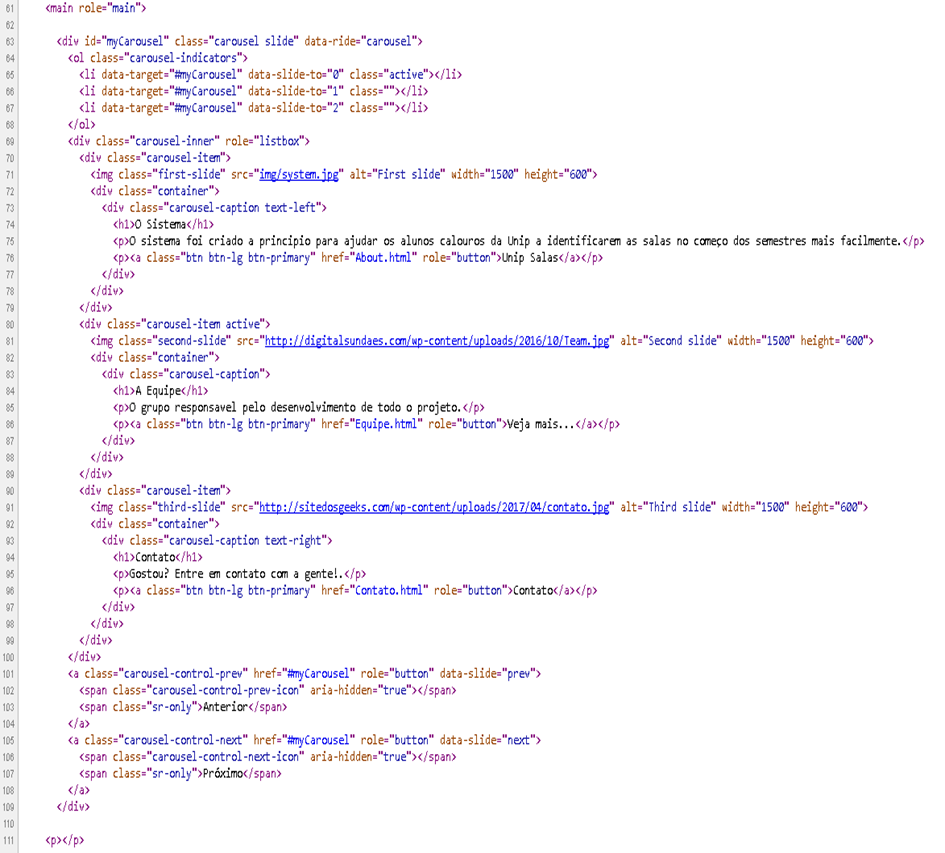 61 <main role="main">
62
63 <div id="myCarousel" class="carousel slide" data-ride="carousel">
64 <ol class="carousel-indicators">
65 <li data-target="#myCarousel" data-slide-to="0" class="active"></li>
66 <li data-target="#myCarousel" data-slide-to="1" class=""></li>
67 <li data-target="#myCarousel" data-slide-to="2" class=""></li>
68 </ol>
69 <div class="carousel-inner" role="listbox">
70 <div class="carousel-item">
71 <img class="first-slide" src="img/system.jpg" alt="First slide" width="1500" height="600">
72 <div class="container">
73 <div class="carousel-caption text-left">
74 <h1>O Sistema</h1>
75 <p>O sistema foi criado a principio para ajudar os alunos calouros da Unip a identificarem as salas no começo dos semestres mais facilmente.</p>
76 <p><a class="btn btn-lg btn-primary" href="About.html" role="button">Unip Salas</a></p>
77 </div>
78 </div>
79 </div>
80 <div class="carousel-item active">
81 <img class="second-slide" src="http://digitalsundaes.com/wp-content/uploads/2016/10/Team.jpg" alt="Second slide" width="1500" height="600">
82 <div class="container">
83 <div class="carousel-caption">
84 <h1>A Equipe</h1>
85 <p>O grupo responsavel pelo desenvolvimento de todo o projeto.</p>
86 <p><a class="btn btn-lg btn-primary" href="Equipe.html" role="button">Veja mais...</a></p>
87 </div>
88 </div>
89 </div>
90 <div class="carousel-item">
91 <img class="third-slide" src="http://sitedosgeeks.com/wp-content/uploads/2017/04/contato.jpg" alt="Third slide" width="1500" height="600">
92 <div class="container">
93 <div class="carousel-caption text-right">
94 <h1>Contato</h1>
95 <p>Gostou? Entre em contato com a gente!.</p>
96 <p><a class="btn btn-lg btn-primary" href="Contato.html" role="button">Contato</a></p>
97 </div>
98 </div>
99 </div>
100 </div>
101 <a class="carousel-control-prev" href="#myCarousel" role="button" data-slide="prev">
102 <span class="carousel-control-prev-icon" aria-hidden="true"></span>
103 <span class="sr-only">Anterior</span>
104 </a>
105 <a class="carousel-control-next" href="#myCarousel" role="button" data-slide="next">
106 <span class="carousel-control-next-icon" aria-hidden="true"></span>
107 <span class="sr-only">Próximo</span>
108 </a>
109 </div>
110
111 <p></p>